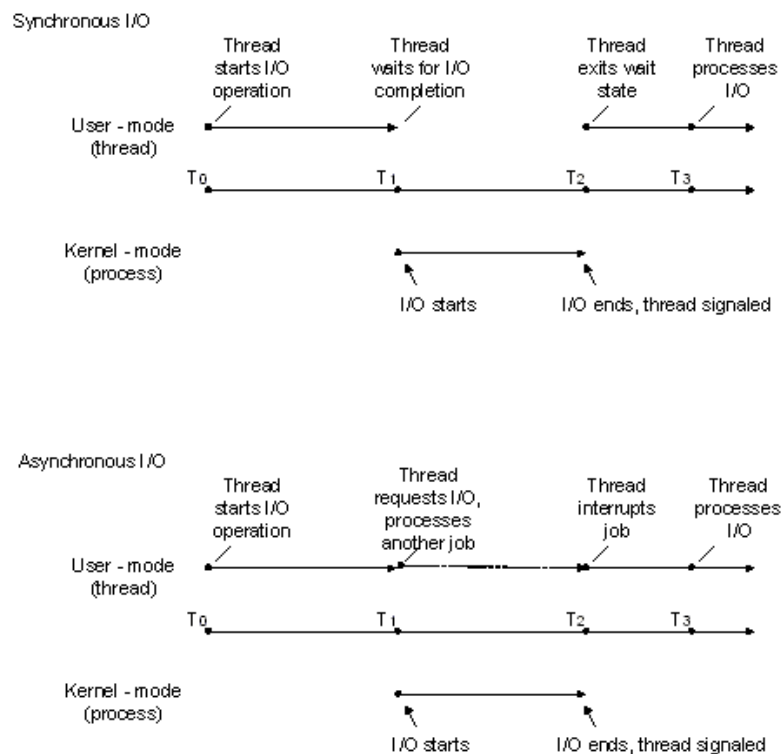 Synchronous I/O
Thread
starts I/O
operation
Thread
waits for I/O
completion
Thread
exits wait
state
Thread
processes
I/O
User - mode
(thread)
T0
T1
T2
T3
Kernel - mode
(process)
I/O starts
I/O ends, thread signaled
Asynchronous I/O
Thread
starts I/O
operation
Thread
requests I/O,
processes
another job
Thread
interrupts
job
Thread
processes
I/O
User - mode
(thread)
T0
T1
T2
T3
Kernel - mode
(process)
I/O starts
I/O ends, thread signaled